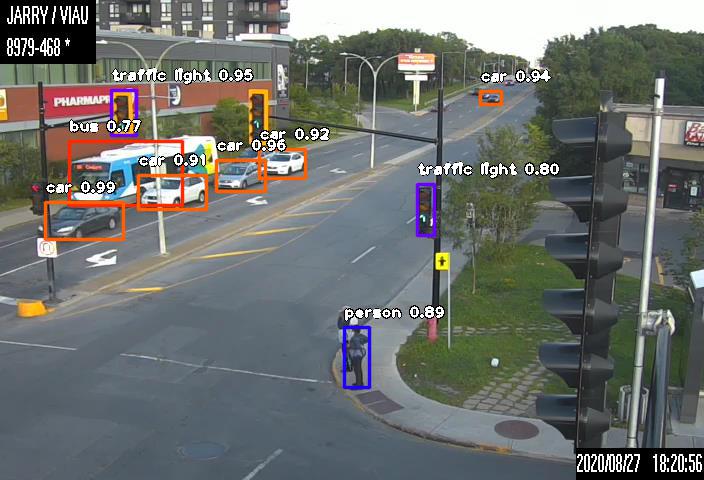 JARRY / VIAU
8979-468 *
traffic light 0.95
car 0.94
PHARMAPR
bus 0.77
car 0.92
car 0.96
car 0.91
traffic light 0.80
car 0.99
person 0.89
2020/08/27 18:20:56